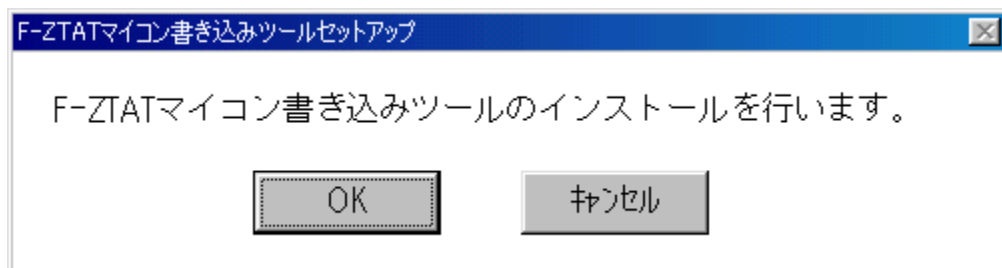 F-ZTATマイコン書き込みツールセットアップ
F-ZTATマイコン書き込みツールのインストールを行います。
OK
ｷｬﾝｾﾙ